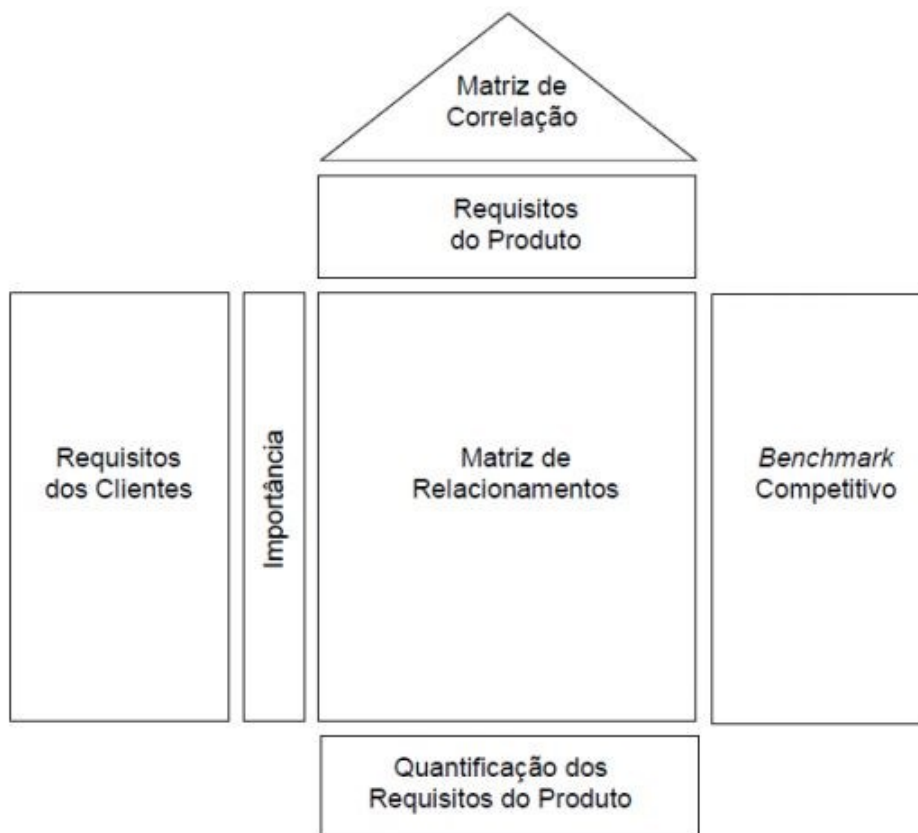 Matriz de
Correlação
Requisitos
do Produto
Requisitos
dos Clientes
Importância
Matriz de
Relacionamentos
Benchmark
Competitivo
Quantificação dos
Requisitos do Produto